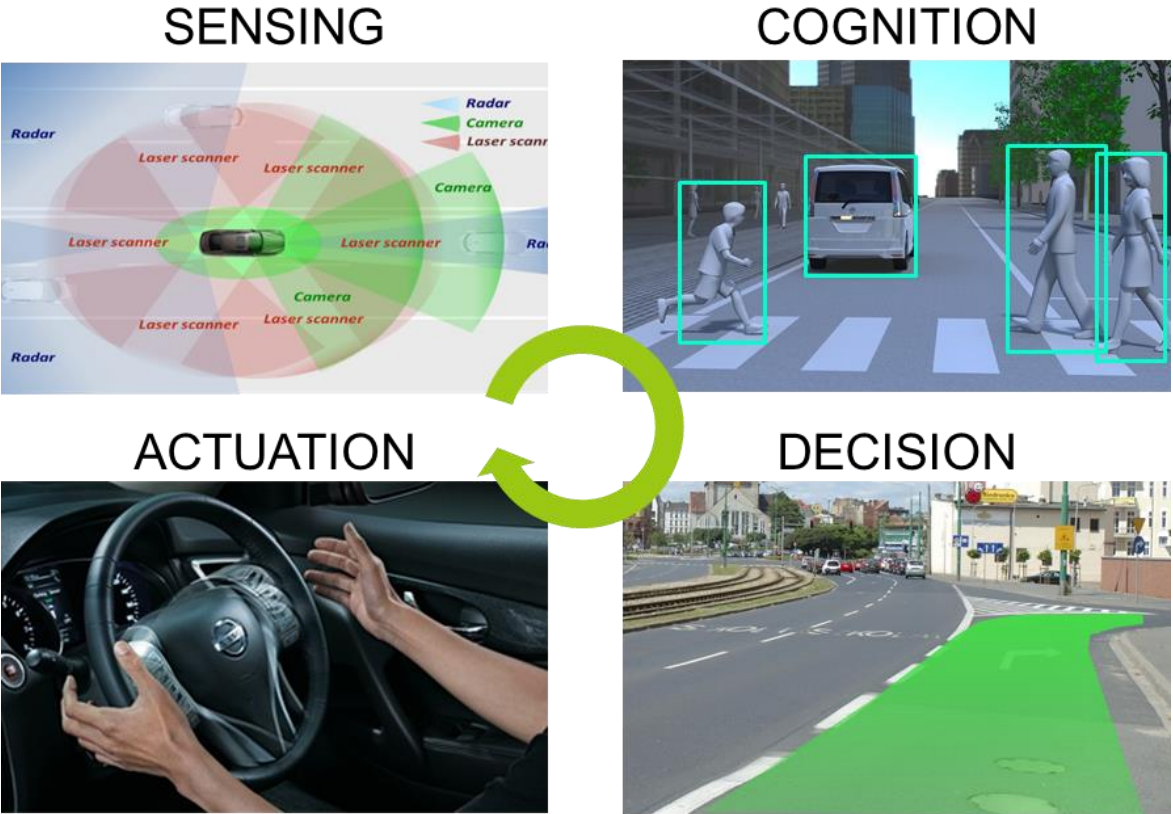 SENSING
COGNITION
Radar
Camera
Laser scann
Radar
Laser scanner
Laser scanner
Camera
Laser scanner
Laser scanner
Ra
Camera
Laser scanner
Laser scanner
Radar
ACTUATION
DECISION